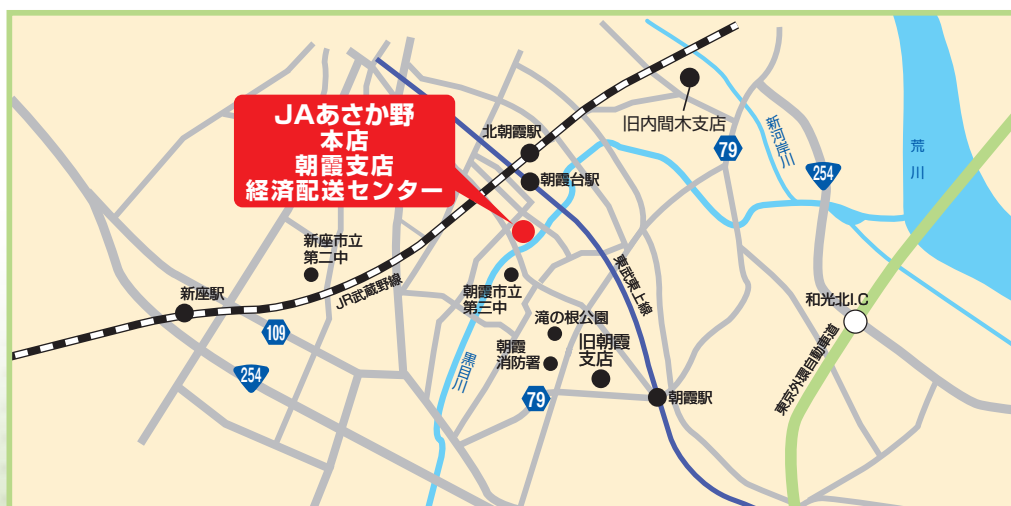 JAあさか野
本店
朝霞支店
経済配送センター
北朝霞駅
朝霞台駅
旧内間木支店
79
新河岸川
254
荒川
新座市立
第二中
新座駅
JR武蔵野線
朝霞市立
第三中
東武東上線
和光北I.C
109
254
滝の根公園
朝霞
消防署
旧朝霞
支店
黒目川
79
朝霞駅
東京外環自動車道